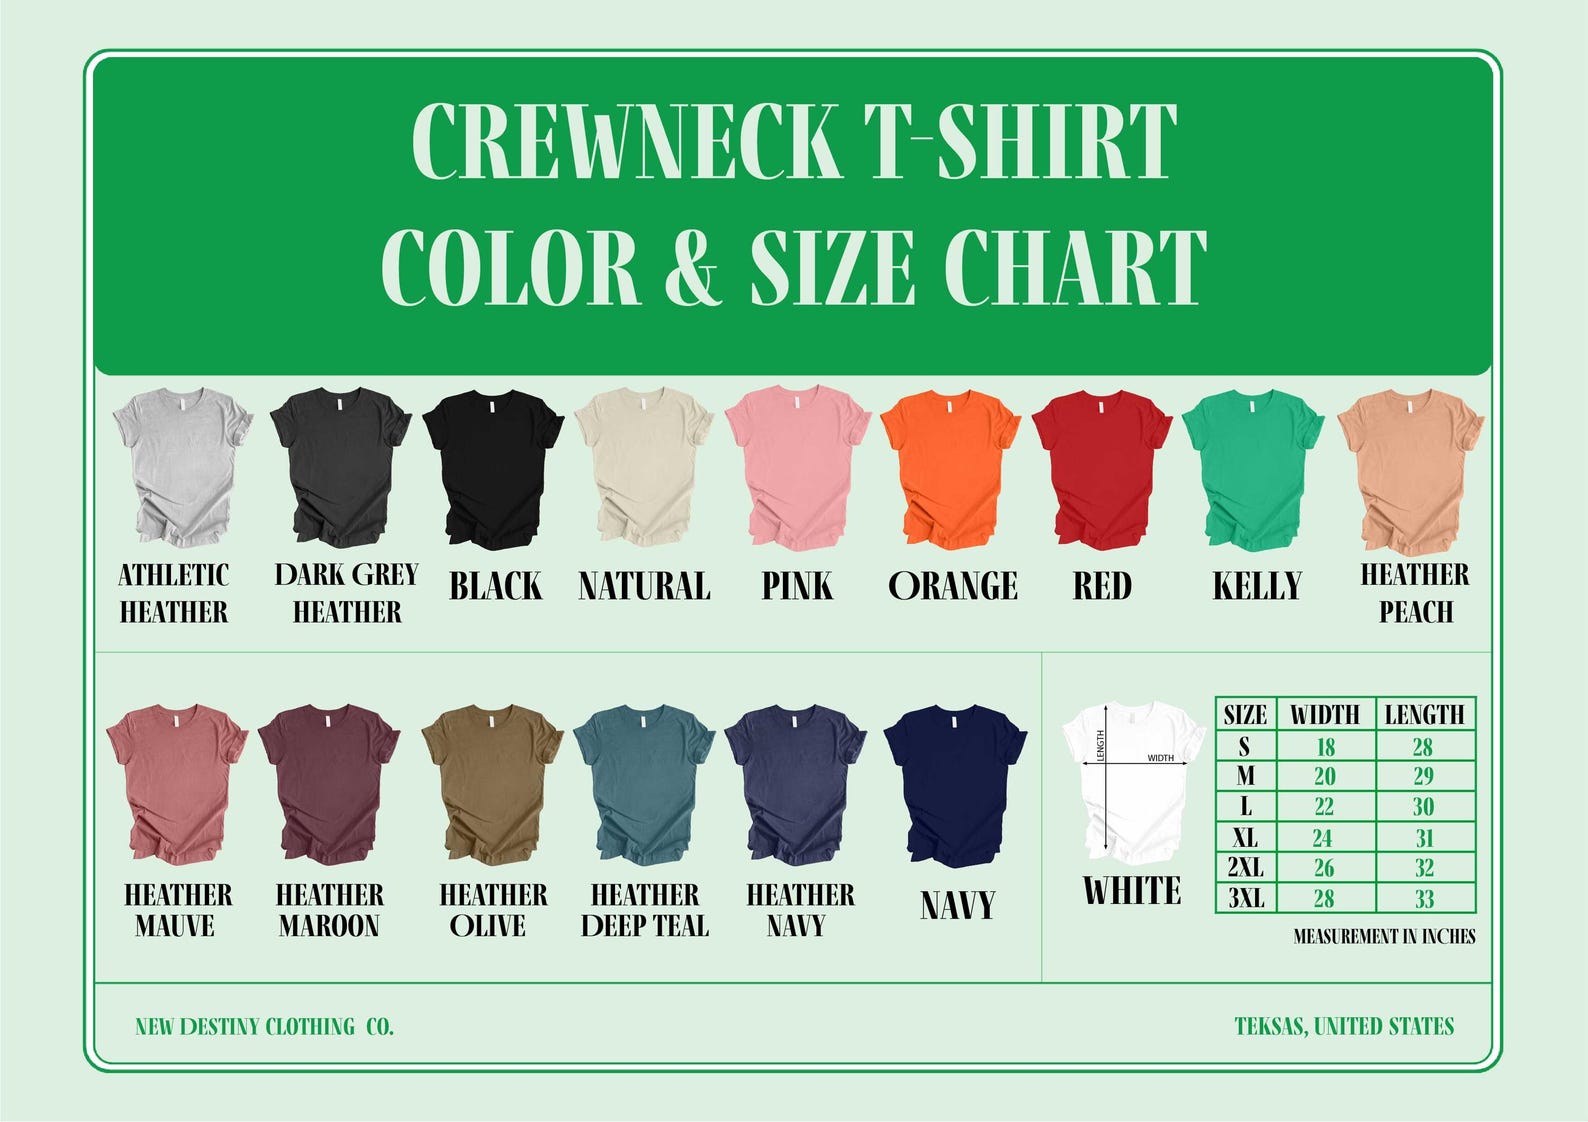 CREWNECK T-SHIRT
COLOR & SIZE CHART
ATHLETIC
HEATHER
DARK GREY
HEATHER
BLACK
NATURAL
PINK
ORANGE
RED
KELLY
HEATHER
PEACH
HEATHER
MAUVE
HEATHER
MAROON
HEATHER
OLIVE
HEATHER
DEEP TEAL
HEATHER
NAVY
NAVY
LENGTH
WIDTH
WHITE
SIZE WIDTH LENGTH
S 18 28
M 20 29
L 22 30
XL 24 31
2XL 26 32
3XL 28 33
MEASUREMENT IN INCHES
NEW DESTINY CLOTHING CO.
TEKSAS, UNITED STATES